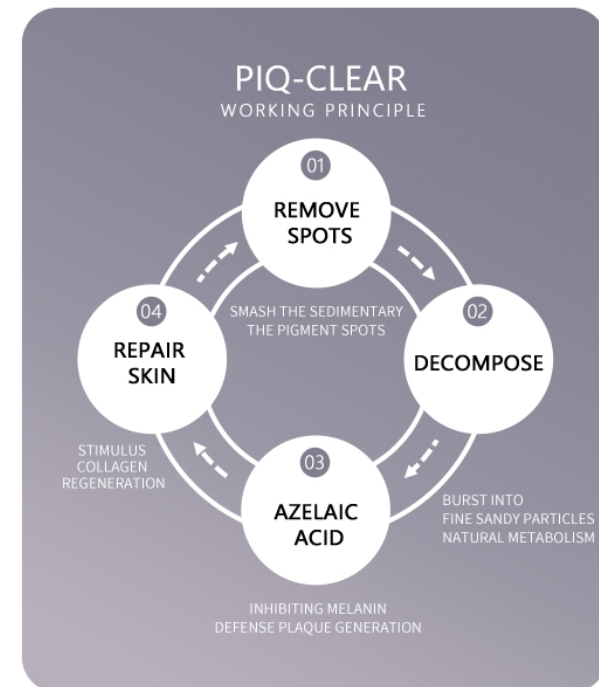 PIQ-CLEAR
WORKING PRINCIPLE
01
REMOVE
SPOTS
SMASH THE SEDIMENTARY
THE PIGMENT SPOTS
02
DECOMPOSE
BURST INTO
FINE SANDY PARTICLES
NATURAL METABOLISM
03
AZELAIC
ACID
INHIBITING MELANIN
DEFENSE PLAQUE GENERATION
04
REPAIR
SKIN
STIMULUS
COLLAGEN
REGENERATION